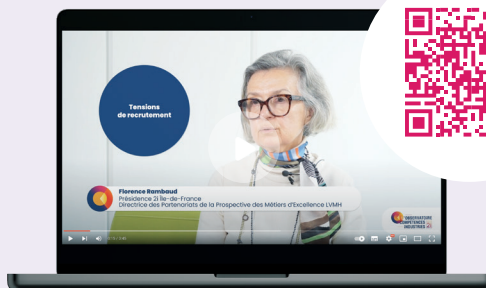 Tensions
de recrutement
Florence Rambaud
Présidence 2i Île-de-France
Directrice des Partenariats de la Prospective des Métiers d'Excellence LVMH
OBSERVATOIRE
COMPÉTENCES
INDUSTRIES 2i